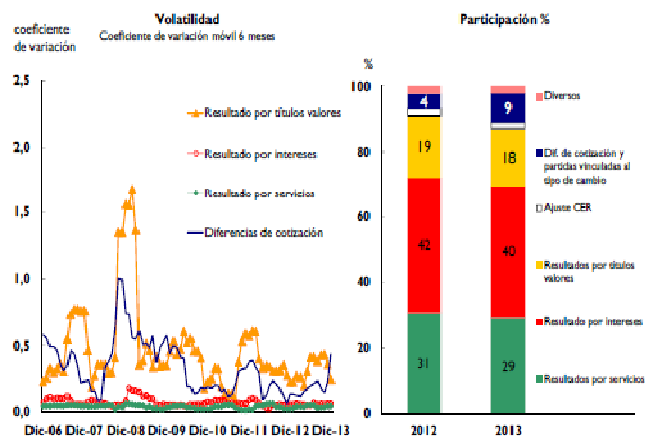 Volatilidad
Coeficiente de variación móvil 6 meses
coeficiente
de variación
2,5
2,0
1,5
1,0
0,5
0,0
Resultado por títulos valores
Resultado por intereses
Resultado por servicios
Diferencias de cotización
Dic-06 Dic-07 Dic-08 Dic-09 Dic-10 Dic-11 Dic-12 Dic-13
Participación %
%
100
80
60
40
20
0
4
19
42
31
9
18
40
29
2012 2013
Diversos
Dif. de cotización y
partidas vinculadas al
tipo de cambio
Ajuste CER
Resultados por títulos
valores
Resultado por intereses
Resultados por servicios